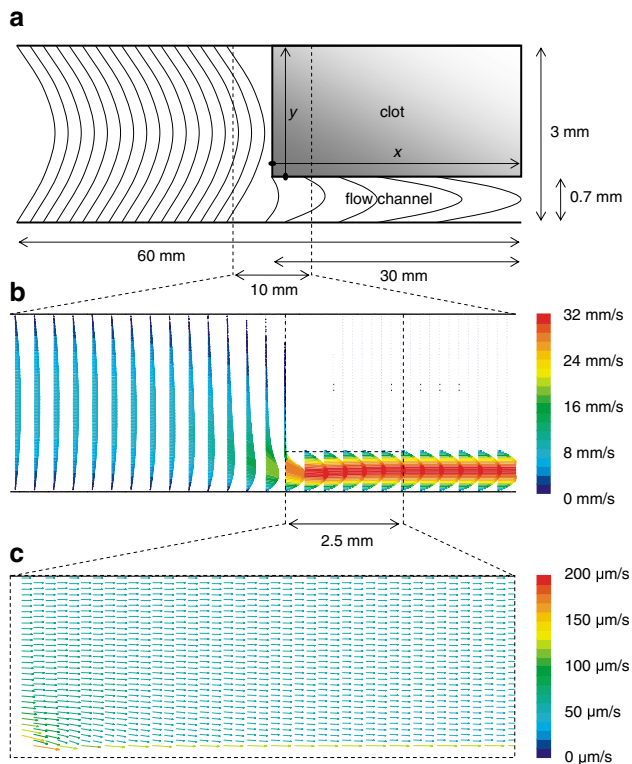 a
y
clot
x
3 mm
flow channel
0.7 mm
60 mm
30 mm
10 mm
b
32 mm/s
24 mm/s
16 mm/s
8 mm/s
0 mm/s
2.5 mm
c
200 µm/s
150 µm/s
100 µm/s
50 µm/s
0 µm/s